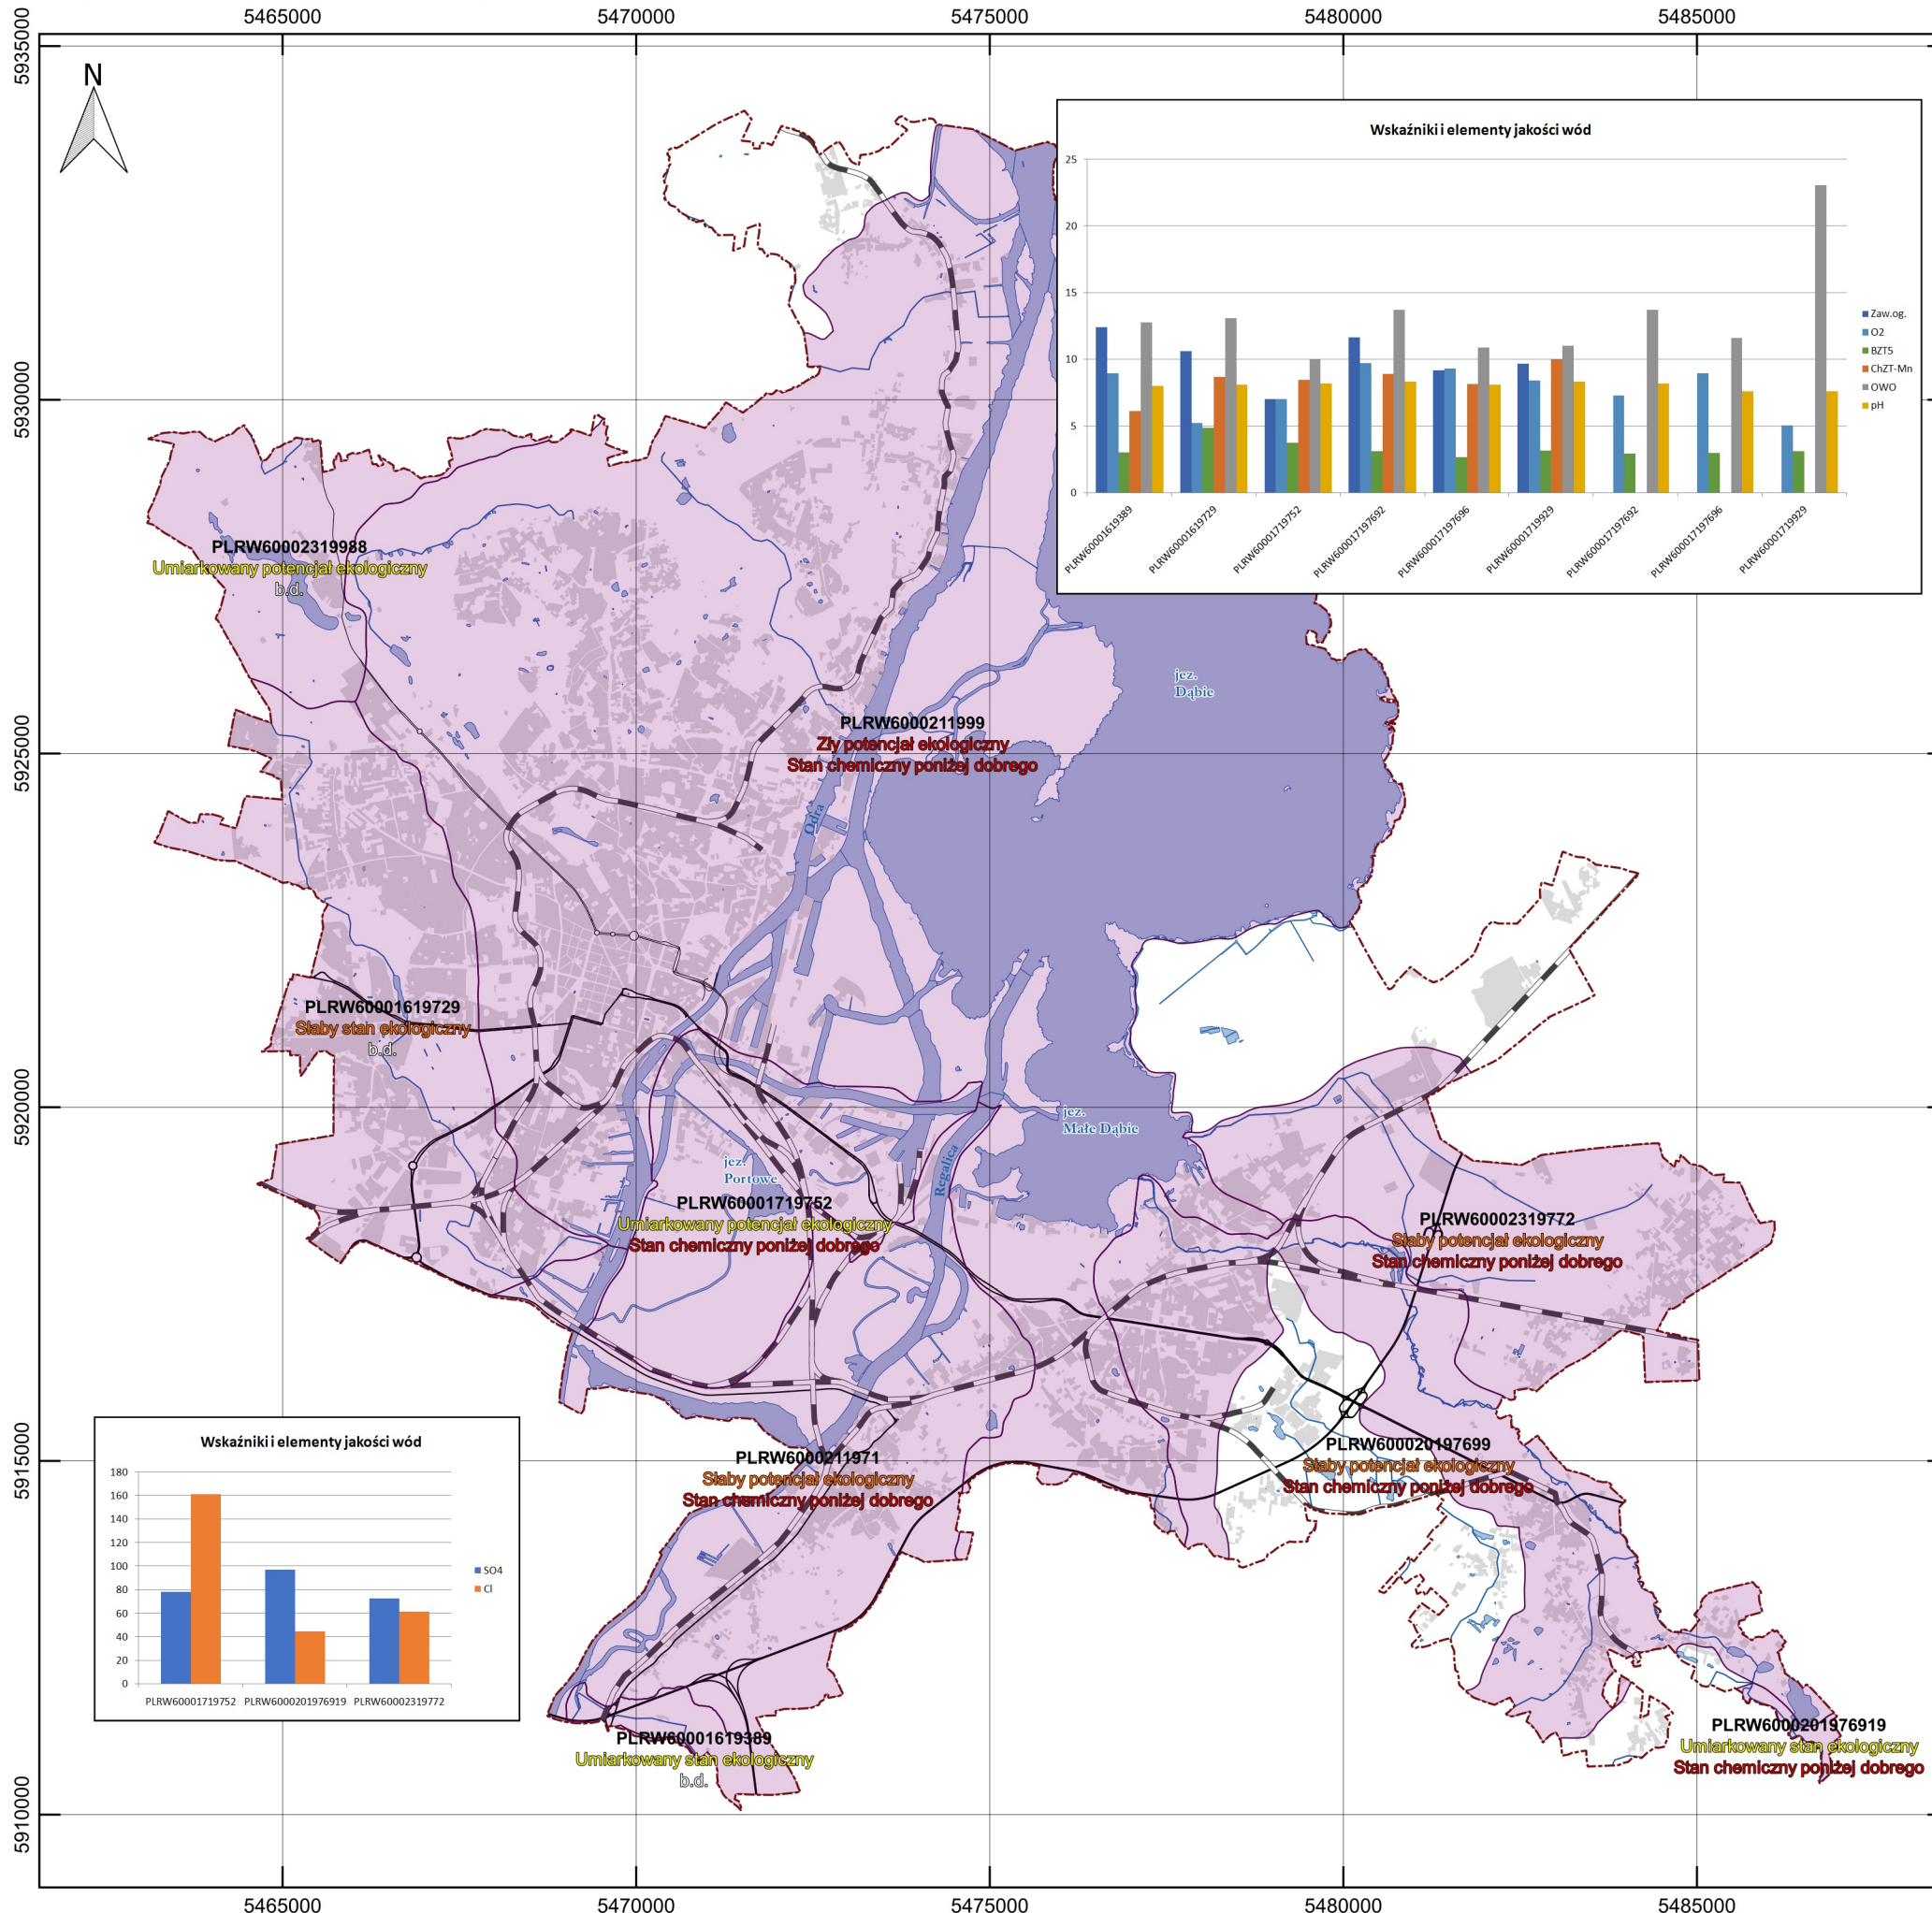 5465000 5470000 5475000 5480000 5485000
5935000
N
Wskaźniki i elementy jakości wód
25
20
15
10
5
0
Zaw.og.
O2
BZT5
ChZT-Mn
OWO
pH
PLRW60001619389
PLRW60001619729
PLRW60001719752
PLRW600017197692
PLRW600017197696
PLRW60001719929
PLRW600017197692
PLRW600017197696
PLRW60001719929
5930000
PLRW60002319988
Umiarkowany potencjał ekologiczny
b.d.
jez.
Dąbie
PLRW6000211999
Zły potencjał ekologiczny
Stan chemiczny poniżej dobrego
5925000
Odra
PLRW60001619729
Słaby stan ekologiczny
b.d.
5920000
jez.
Małe Dąbie
jez.
Portowe
Regalica
PLRW60001719752
Umiarkowany potencjał ekologiczny
Stan chemiczny poniżej dobrego
PLRW60002319772
Słaby potencjał ekologiczny
Stan chemiczny poniżej dobrego
5915000
PLRW600020197699
Słaby potencjał ekologiczny
Stan chemiczny poniżej dobrego
PLRW6000211971
Słaby potencjał ekologiczny
Stan chemiczny poniżej dobrego
Wskaźniki i elementy jakości wód
180
160
140
120
100
80
60
40
20
0
SO4
Cl
PLRW60001719752 PLRW6000201976919 PLRW60002319772
PLRW60001619389
Umiarkowany stan ekologiczny
b.d.
PLRW6000201976919
Umiarkowany stan ekologiczny
Stan chemiczny poniżej dobrego
5910000
5465000 5470000 5475000 5480000 5485000